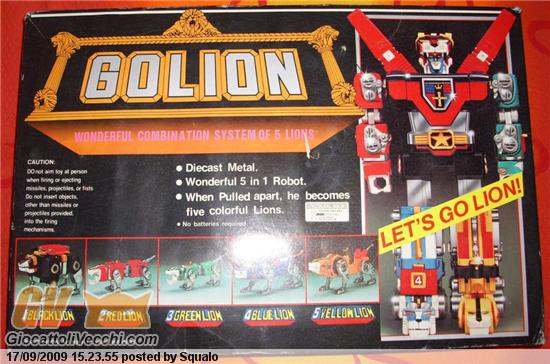 GOLION
WONDERFUL COMBINATION SYSTEM OF 5 LIONS
CAUTION:
DO not aim toy at person
when firing or ejecting
missiles, projectiles, or fists
Do not insert objects,
other than missiles or
projectiles provided,
into the firing
mechanisms.
• Diecast Metal.
• Wonderful 5 in 1 Robot.
• When Pulled apart, he becomes
five colorful Lions.
• No batteries required
LET'S GO LION!
4
1 BLACK LION
2 RED LION
3 GREEN LION
4 BLUE LION
5 YELLOW LION
GiocattoliVecchi.com
17/09/2009 15.23.55 posted by Squalo